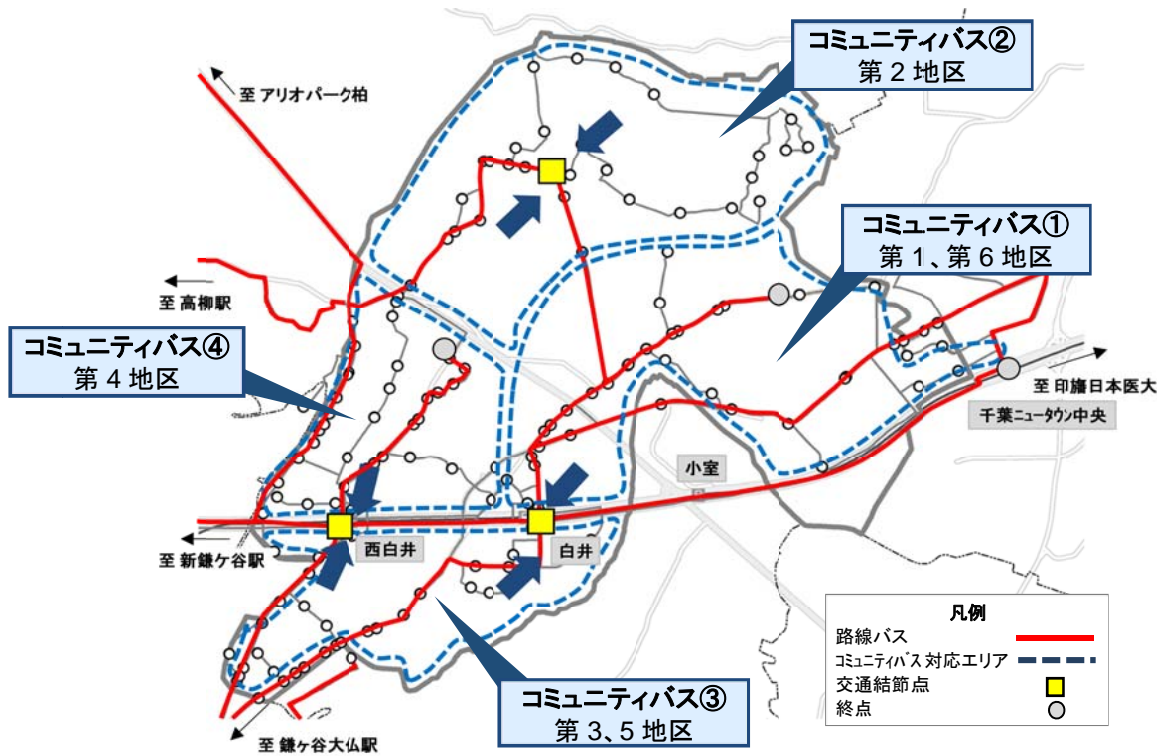 コミュニティバス②
第2地区
至 アリオパーク柏
コミュニティバス①
第1、第6地区
至 高柳駅
コミュニティバス④
第4地区
至 印旛日本医大
千葉ニュータウン中央
小室
西白井
白井
至 新鎌ケ谷駅
凡例
路線バス
コミュニティバス対応エリア
交通結節点
終点
コミュニティバス③
第3、5地区
至 鎌ヶ谷大仏駅